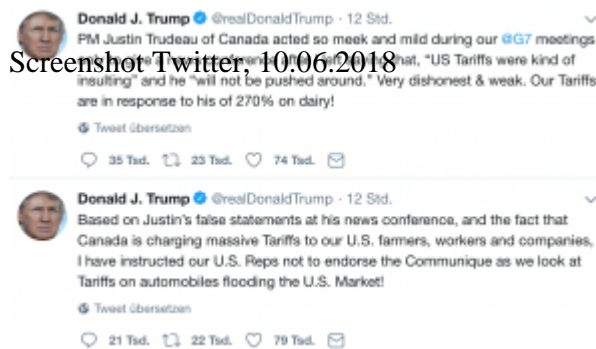 Donald J. Trump @realDonaldTrump · 12 Std.
PM Justin Trudeau of Canada acted so meek and mild during our @G7 meetings
Screenshot Twitter, 10.06.2018
hat, “US Tariffs were kind of
insulting” and he “will not be pushed around.” Very dishonest & weak. Our Tariffs
are in response to his of 270% on dairy!
Tweet übersetzen
35 Tsd. 23 Tsd. 74 Tsd.
Donald J. Trump @realDonaldTrump · 12 Std.
Based on Justin’s false statements at his news conference, and the fact that
Canada is charging massive Tariffs to our U.S. farmers, workers and companies,
I have instructed our U.S. Reps not to endorse the Communique as we look at
Tariffs on automobiles flooding the U.S. Market!
Tweet übersetzen
21 Tsd. 22 Tsd. 79 Tsd.